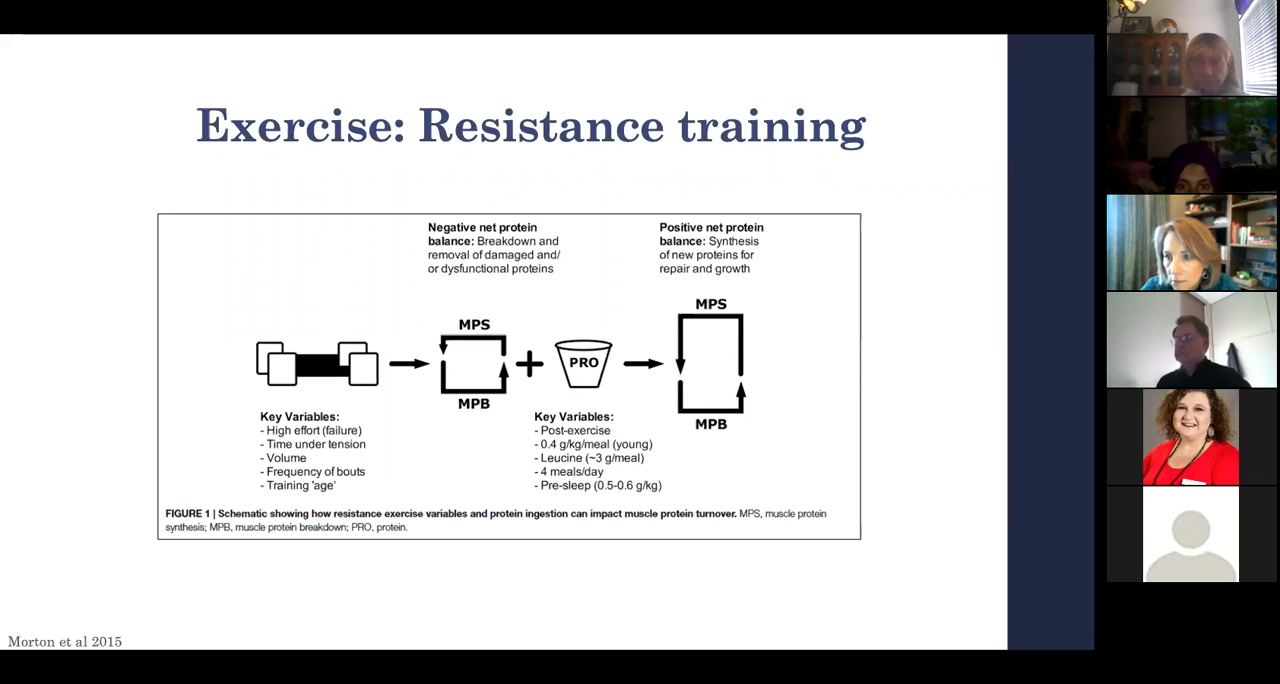 Exercise: Resistance training
Negative net protein
balance: Breakdown and
removal of damaged and/
or dysfunctional proteins
Positive net protein
balance: Synthesis
of new proteins for
repair and growth
MPS
MPB
PRO
MPS
MPB
Key Variables:
- High effort (failure)
- Time under tension
- Volume
- Frequency of bouts
- Training 'age'
Key Variables:
- Post-exercise
- 0.4 g/kg/meal (young)
- Leucine (~3 g/meal)
- 4 meals/day
- Pre-sleep (0.5-0.6 g/kg)
FIGURE 1 | Schematic showing how resistance exercise variables and protein ingestion can impact muscle protein turnover. MPS, muscle protein
synthesis; MPB, muscle protein breakdown; PRO, protein.
Morton et al 2015